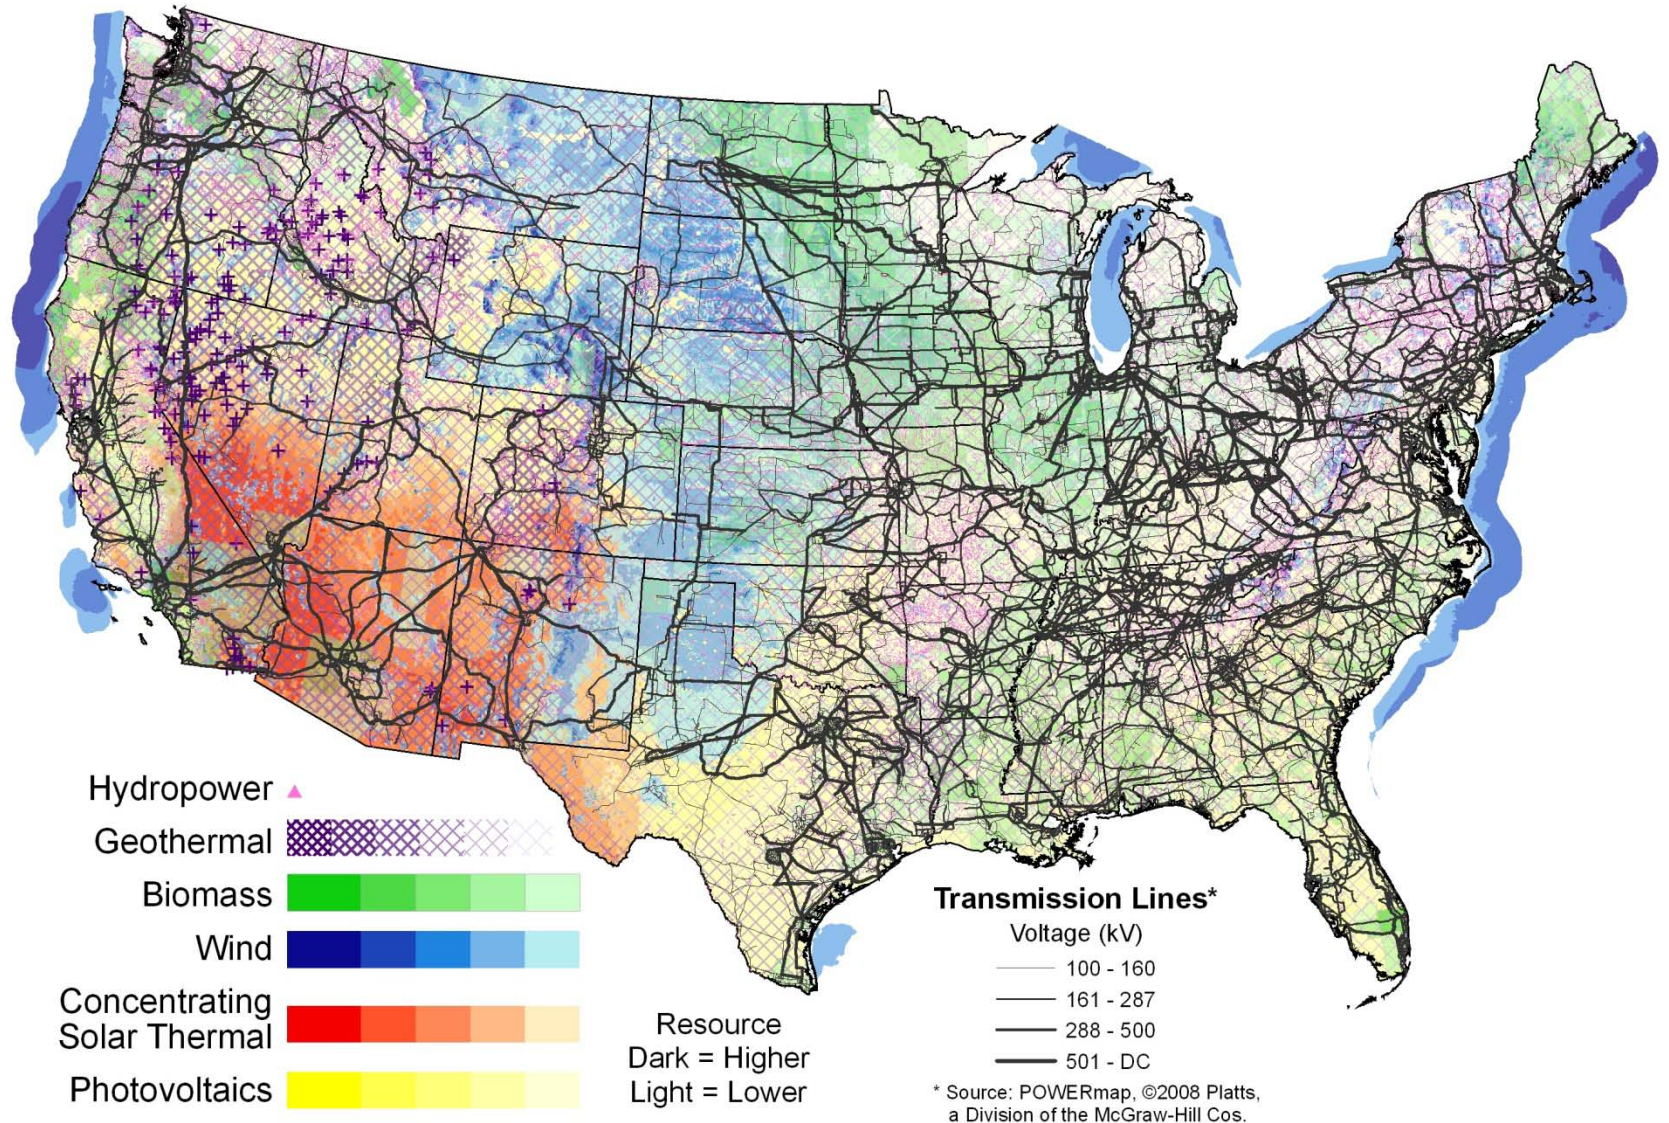 Hydropower
Geothermal
Biomass
Wind
Concentrating
Solar Thermal
Photovoltaics
Resource
Dark = Higher
Light = Lower
Transmission Lines*
Voltage (kV)
100 - 160
161 - 287
288 - 500
501 - DC
* Source: POWERmap, ©2008 Platts,
a Division of the McGraw-Hill Cos.